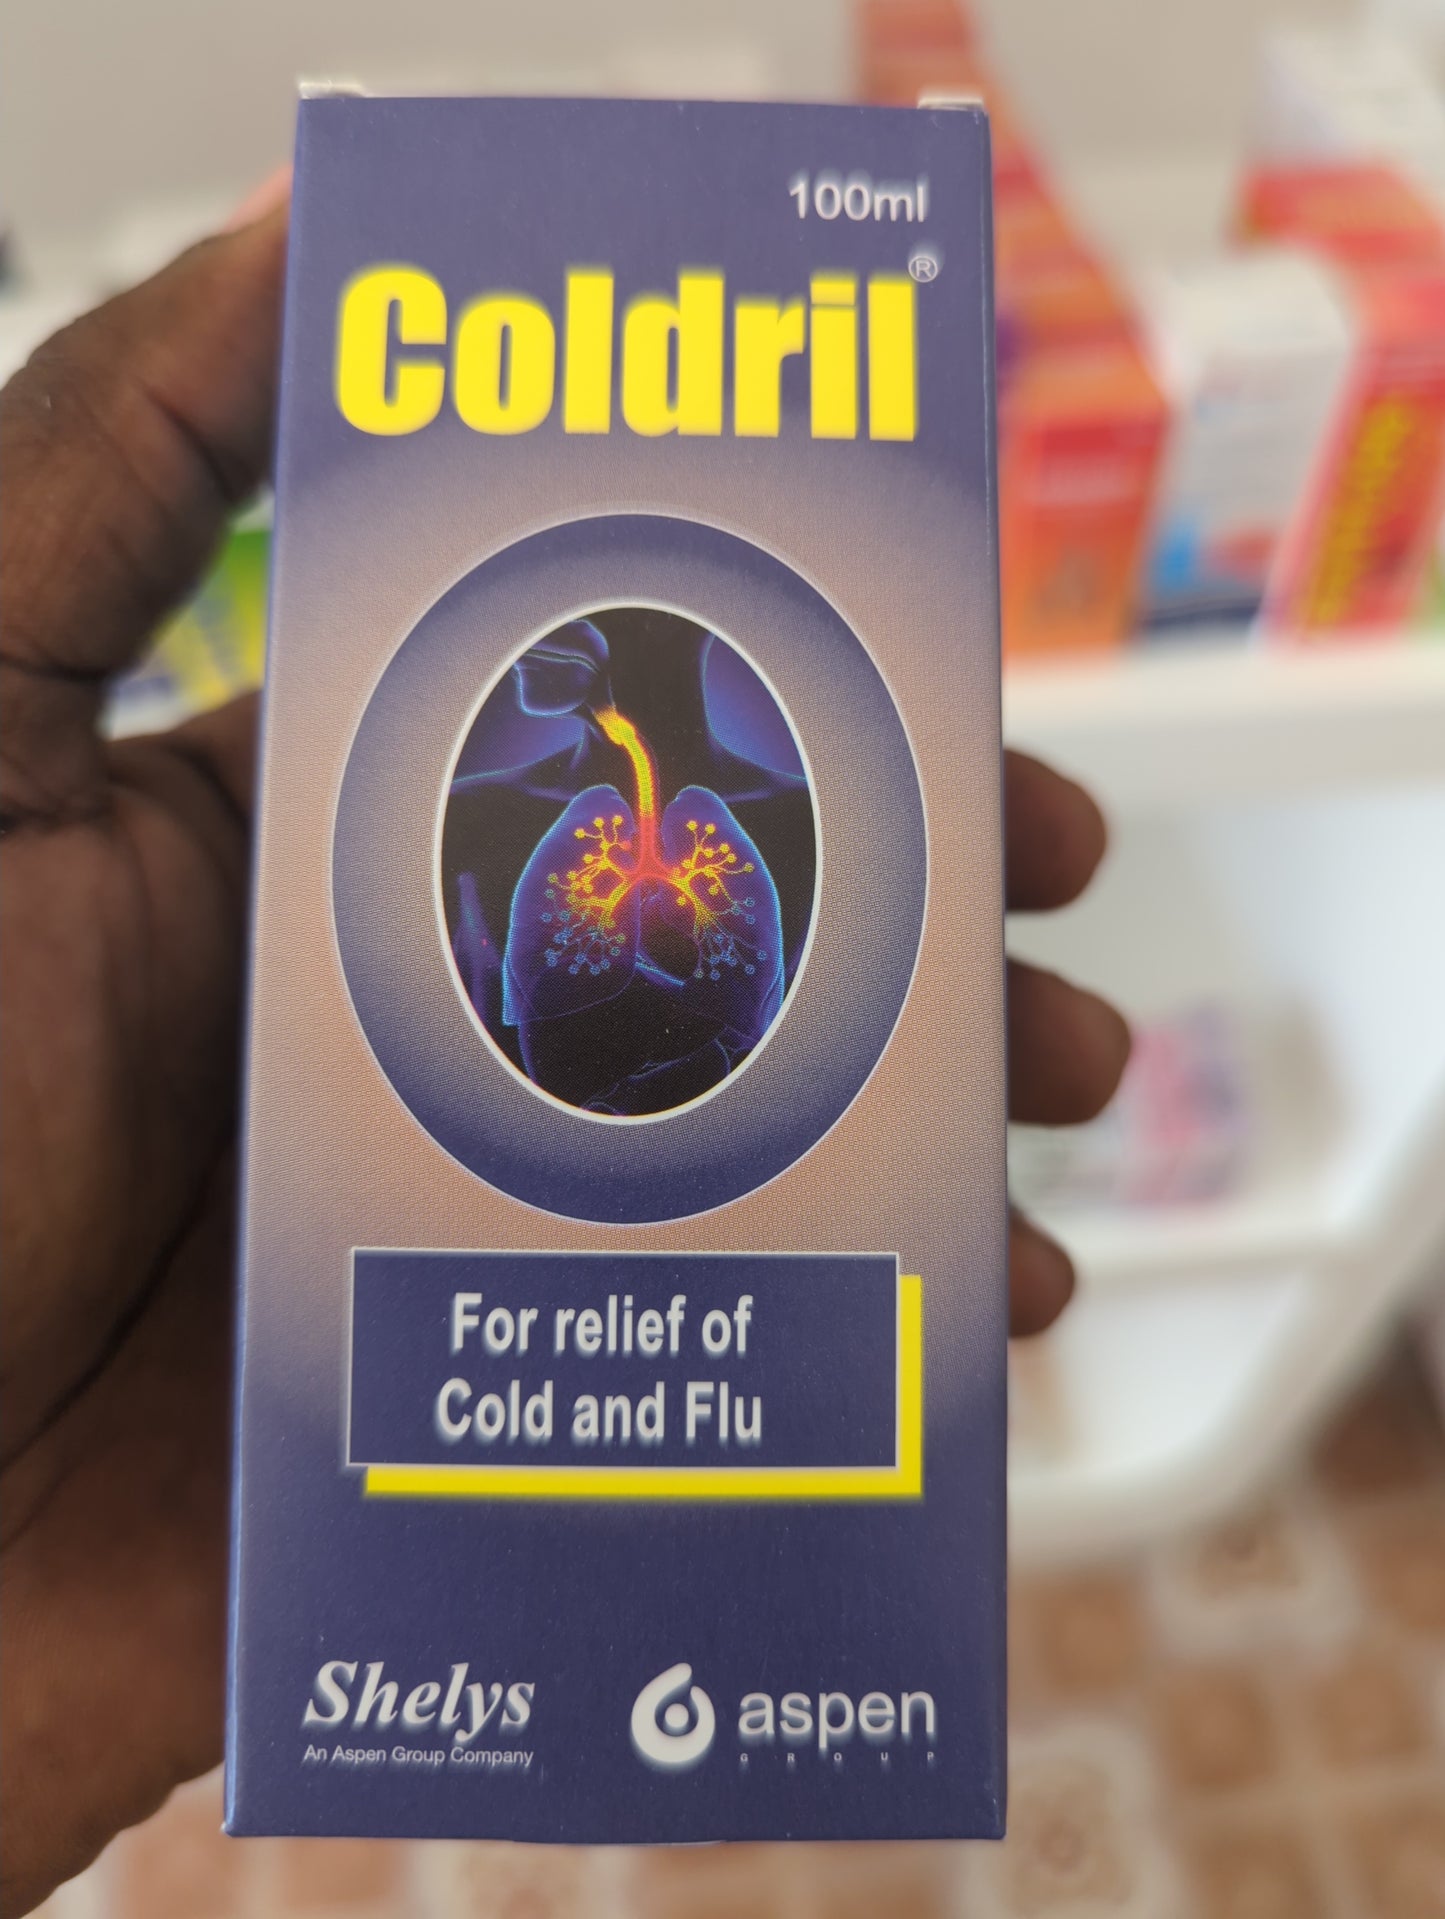 100ml
Coldril®
For relief of
Cold and Flu
Shelys
An Aspen Group Company
aspen
GROUP